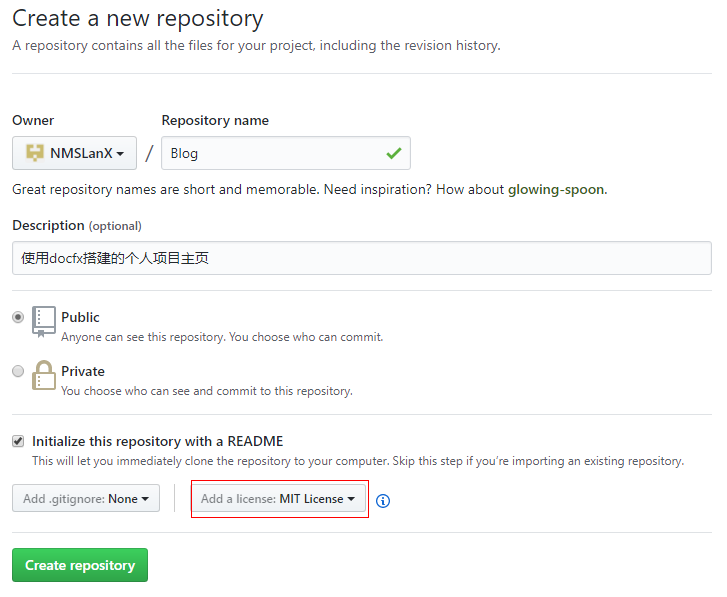 Create a new repository
A repository contains all the files for your project, including the revision history.
Owner
Repository name
NMSLanX
/
Blog
Great repository names are short and memorable. Need inspiration? How about glowing-spoon.
Description (optional)
使用docfx搭建的个人项目主页
Public
Anyone can see this repository. You choose who can commit.
Private
You choose who can see and commit to this repository.
Initialize this repository with a README
This will let you immediately clone the repository to your computer. Skip this step if you’re importing an existing repository.
Add .gitignore: None
Add a license: MIT License
Create repository